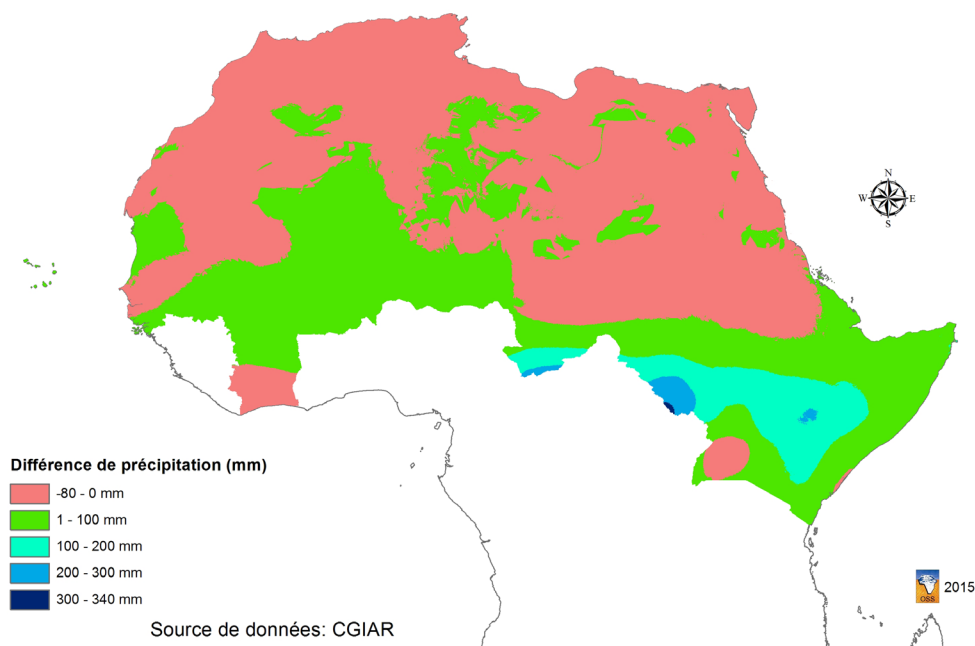 N
W E
S
Différence de précipitation (mm)
-80 - 0 mm
1 - 100 mm
100 - 200 mm
200 - 300 mm
300 - 340 mm
OSS 2015
Source de données: CGIAR